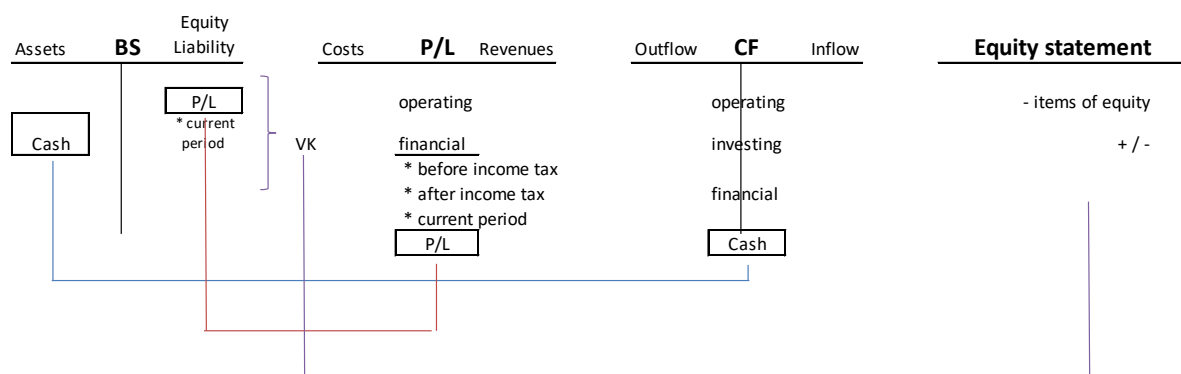 Assets BS Equity Liability
P/L
* current
period
Cash
VK
Costs P/L Revenues
operating
financial
* before income tax
* after income tax
* current period
P/L
Outflow CF Inflow
operating
investing
financial
Cash
Equity statement
- items of equity
+ / -